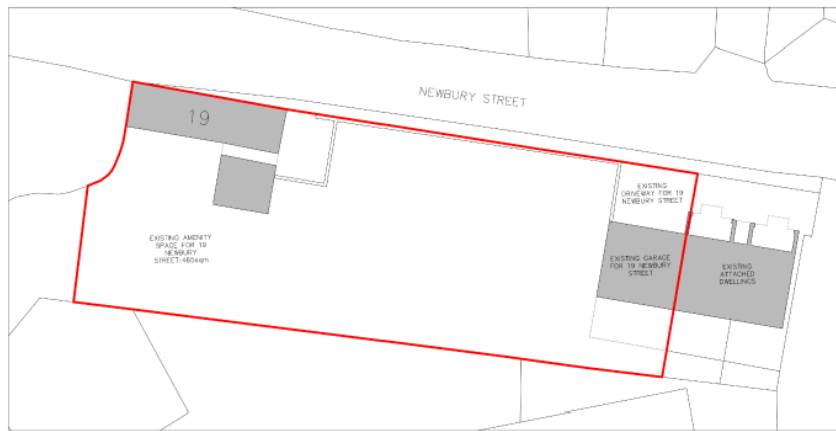 NEWBURY STREET
19
EXISTING
DRIVEWAY FOR 19
NEWBURY STREET
EXISTING AMENITY
SPACE FOR 19
NEWBURY
STREET: 460sqm
EXISTING GARAGE
FOR 19 NEWBURY
STREET
EXISTING
ATTACHED
DWELLINGS